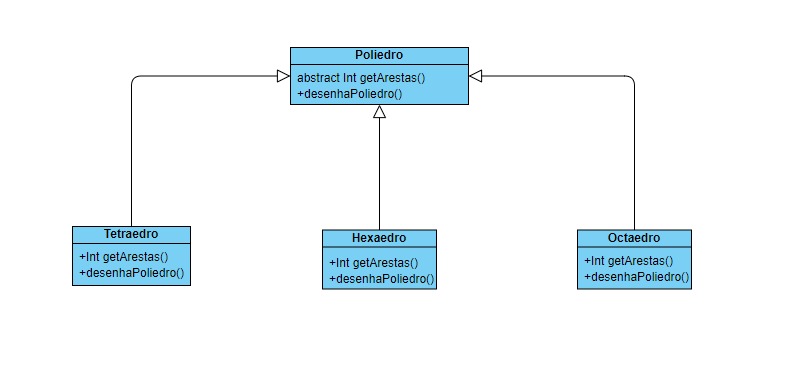 Poliedro
abstract Int getArestas()
+desenhaPoliedro()
Tetraedro
+Int getArestas()
+desenhaPoliedro()
Hexaedro
+Int getArestas()
+desenhaPoliedro()
Octaedro
+Int getArestas()
+desenhaPoliedro()